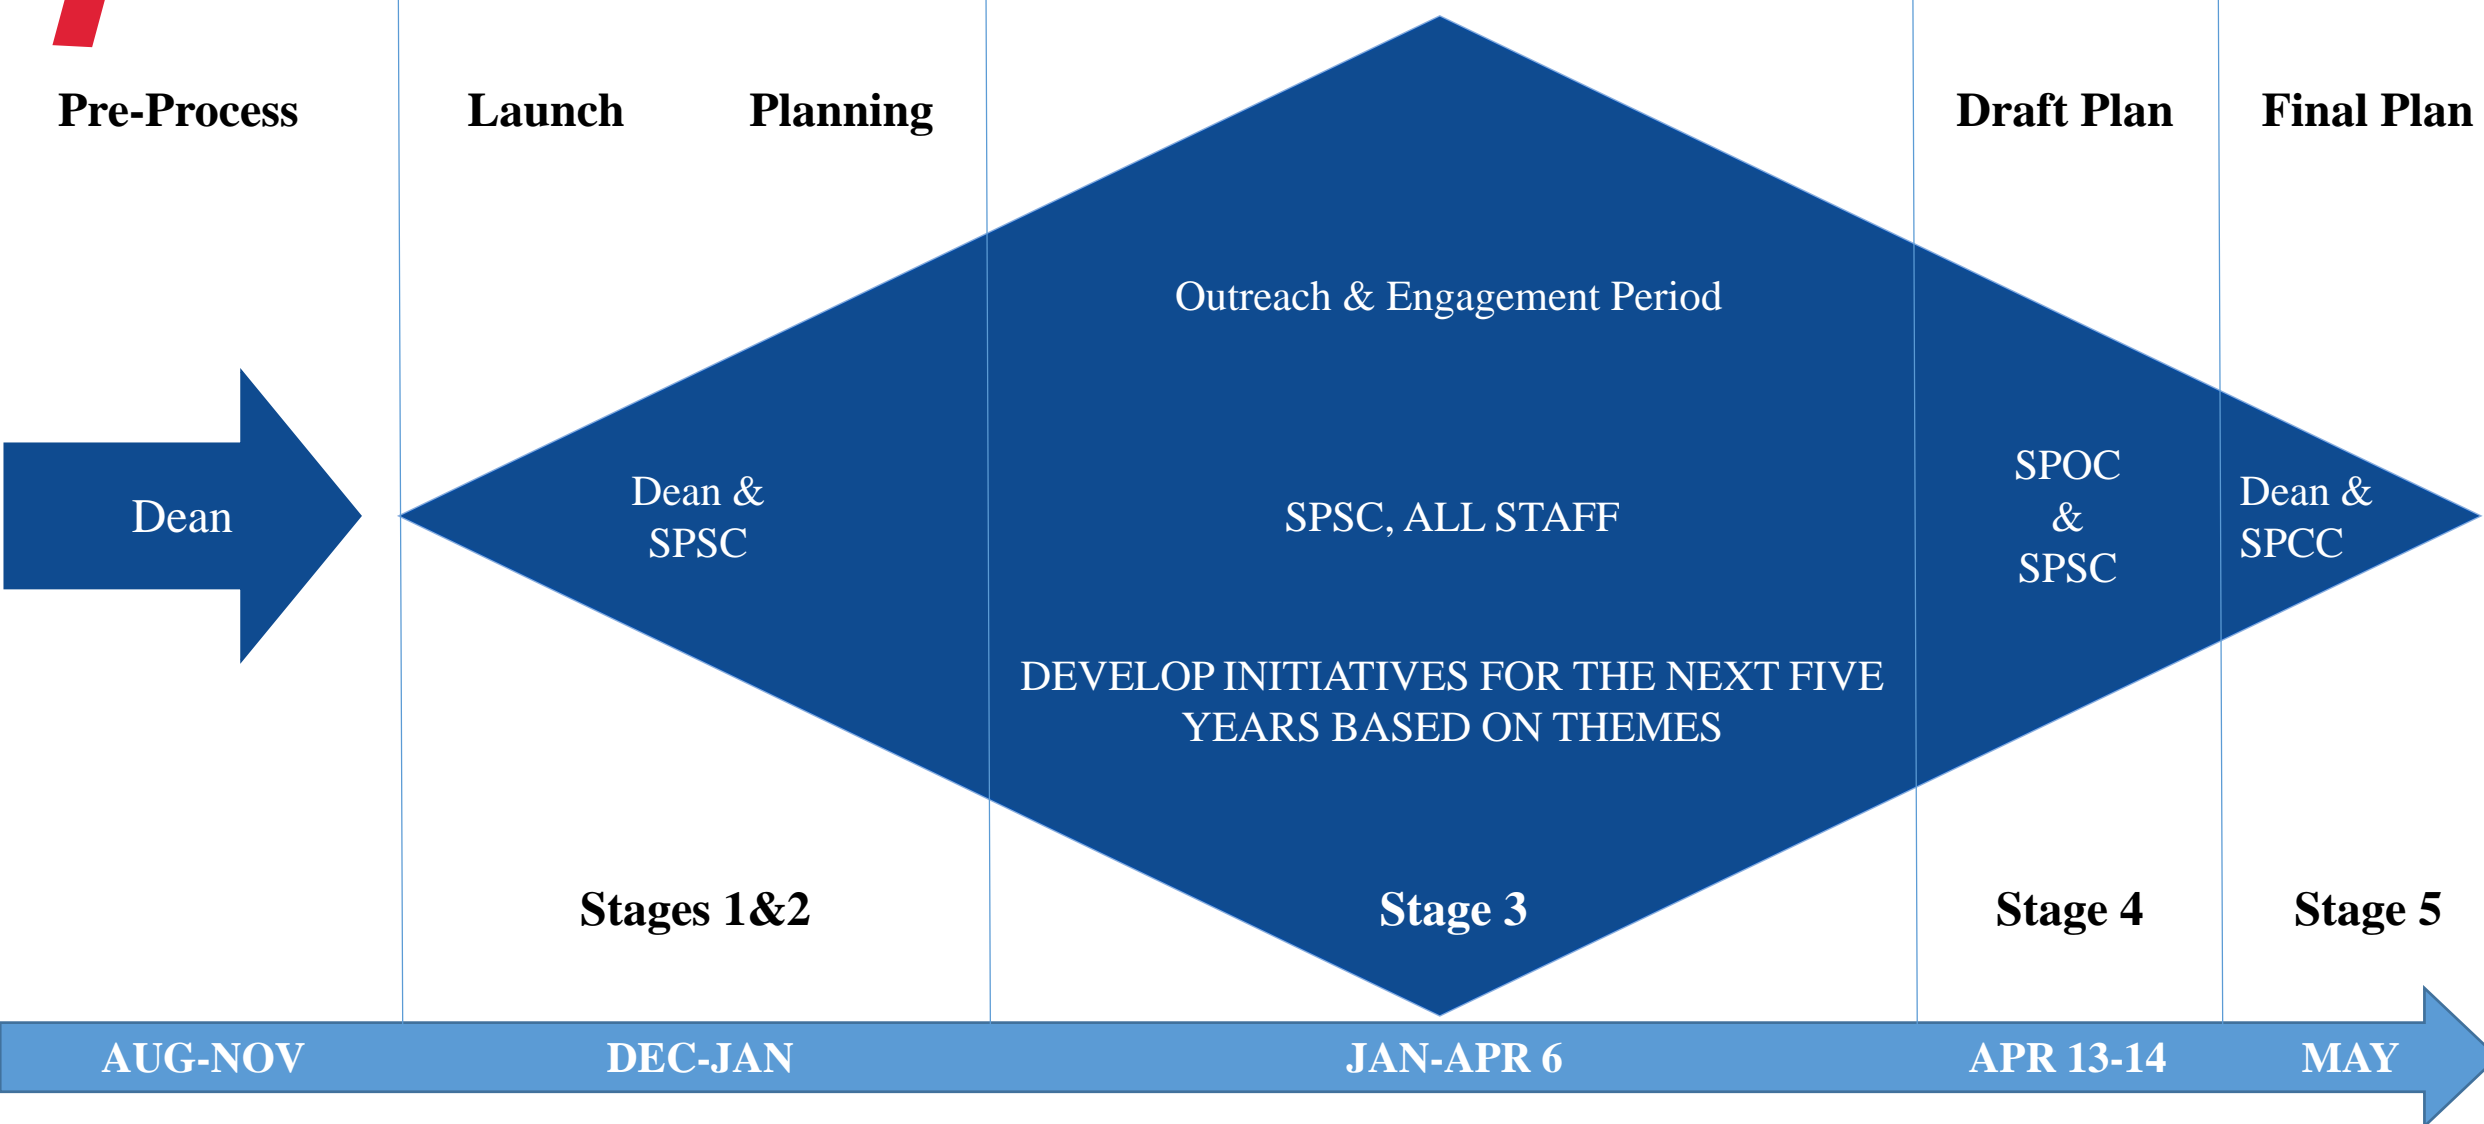 Pre-Process
Launch
Planning
Draft Plan
Final Plan
Outreach & Engagement Period
Dean
Dean &
SPSC
SPSC, ALL STAFF
SPOC
&
SPSC
Dean &
SPCC
DEVELOP INITIATIVES FOR THE NEXT FIVE
YEARS BASED ON THEMES
Stages 1&2
Stage 3
Stage 4
Stage 5
AUG-NOV
DEC-JAN
JAN-APR 6
APR 13-14
MAY